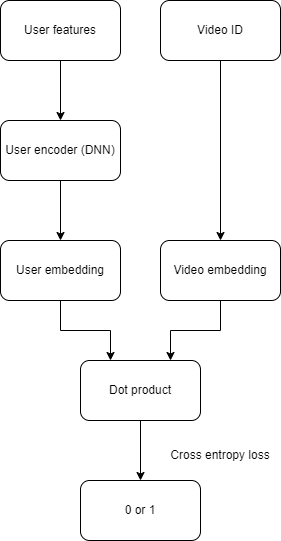 User features
Video ID
User encoder (DNN)
User embedding
Video embedding
Dot product
Cross entropy loss
0 or 1